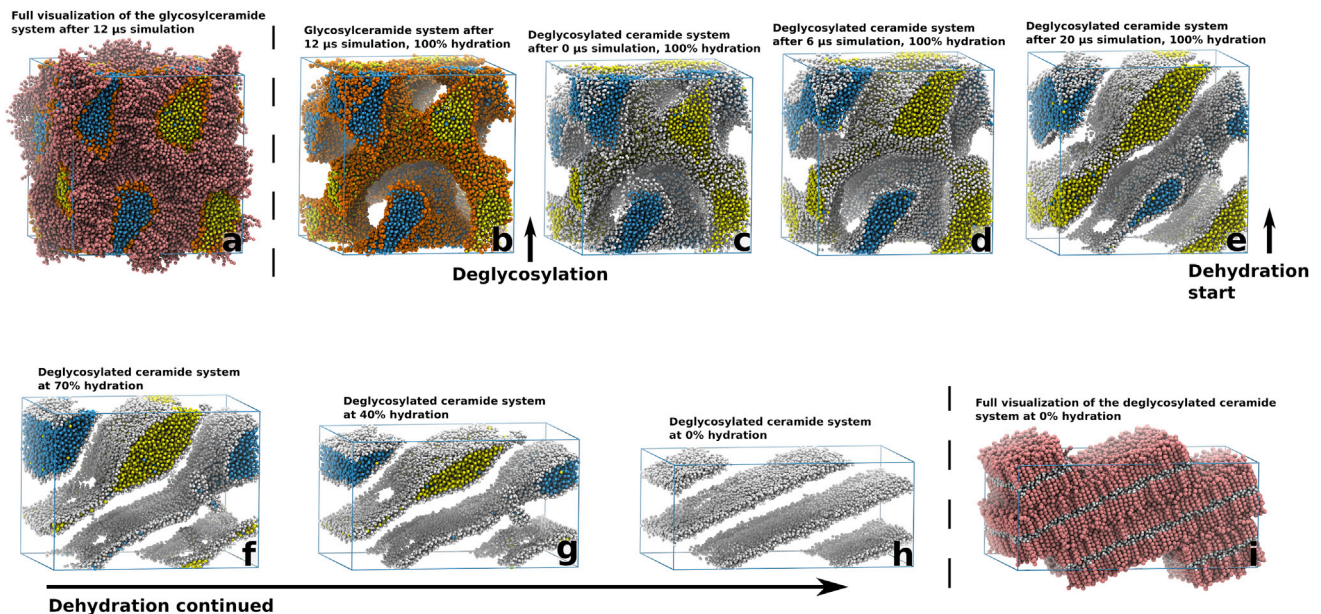 Full visualization of the glycosylceramide
system after 12 µs simulation
Glycosylceramide system after
12 µs simulation, 100% hydration
Deglycosylated ceramide system
after 0 µs simulation, 100% hydration
Deglycosylated ceramide system
after 6 µs simulation, 100% hydration
Deglycosylated ceramide system
after 20 µs simulation, 100% hydration
a
b
c
d
e
Deglycosylation
Dehydration
start
Deglycosylated ceramide system
at 70% hydration
Deglycosylated ceramide system
at 40% hydration
Deglycosylated ceramide system
at 0% hydration
Full visualization of the deglycosylated ceramide
system at 0% hydration
f
g
h
i
Dehydration continued